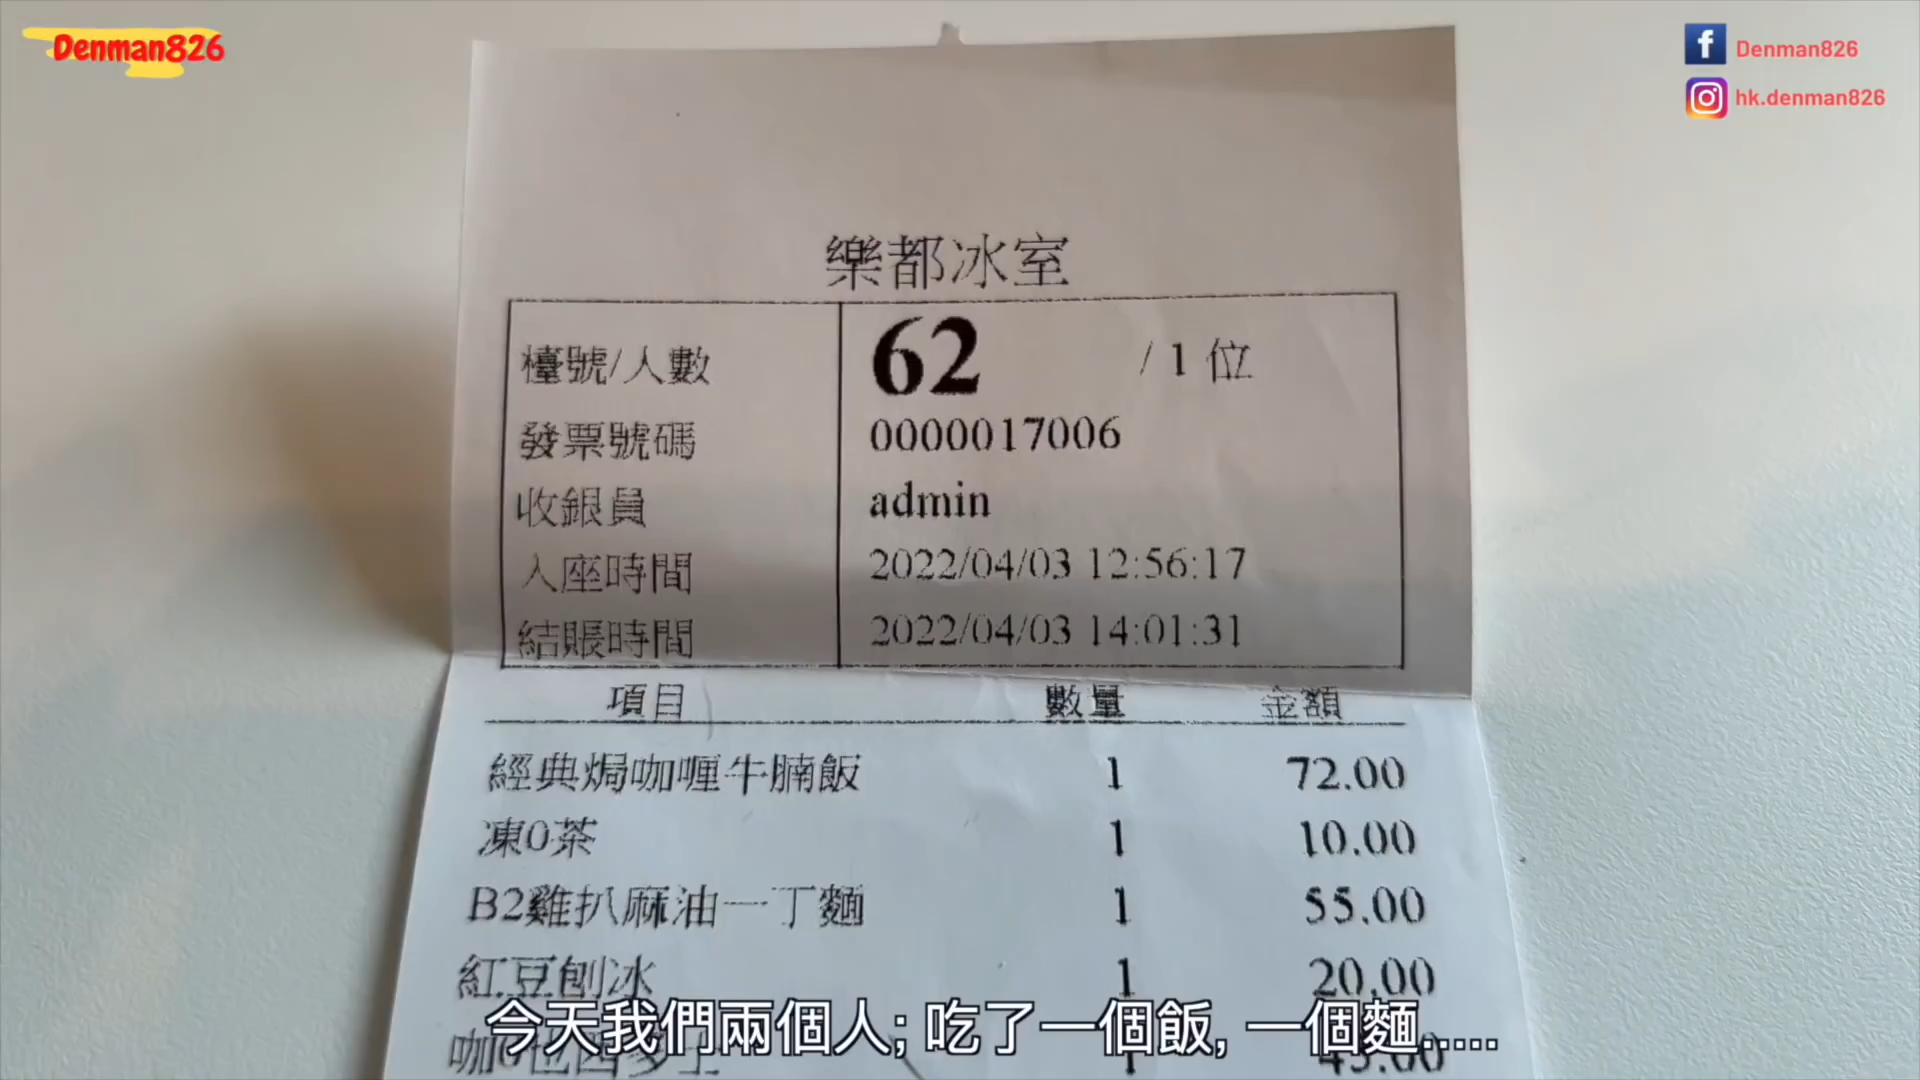 Denman826
Denman826
hk.denman826
樂都冰室
檯號/人數 62 / 1 位
發票號碼 0000017006
收銀員 admin
入座時間 2022/04/03 12:56:17
結賬時間 2022/04/03 14:01:31
項目 數量 金額
經典焗咖喱牛腩飯 1 72.00
凍0茶 1 10.00
B2雞扒麻油一丁麵 1 55.00
紅豆刨冰 1 20.00
今天我們兩個人; 吃了一個飯, 一個麵.....